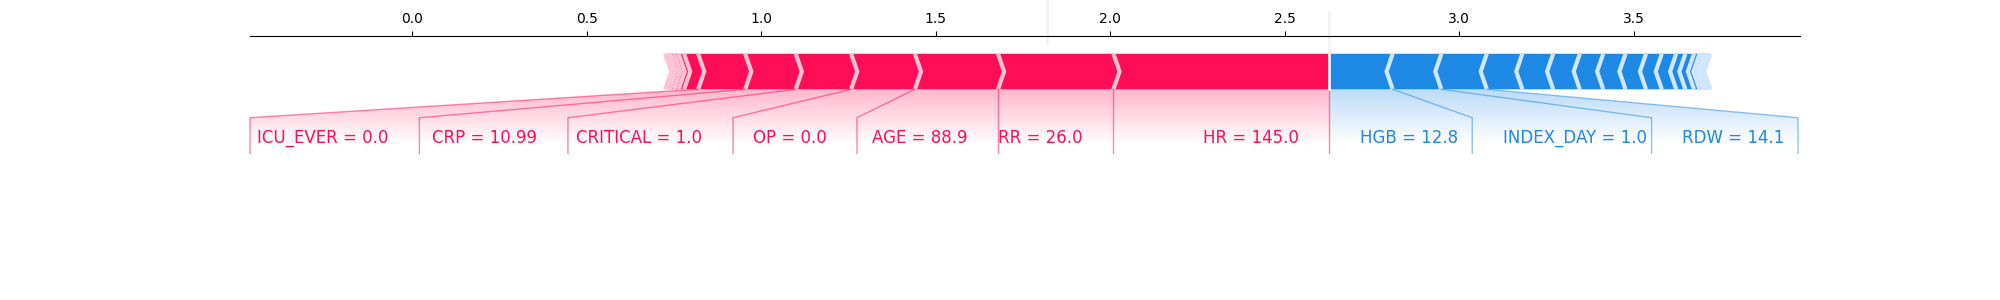 0.0 0.5 1.0 1.5 2.0 2.5 3.0 3.5
ICU_EVER = 0.0 CRP = 10.99 CRITICAL = 1.0 OP = 0.0 AGE = 88.9 RR = 26.0 HR = 145.0 HGB = 12.8 INDEX_DAY = 1.0 RDW = 14.1